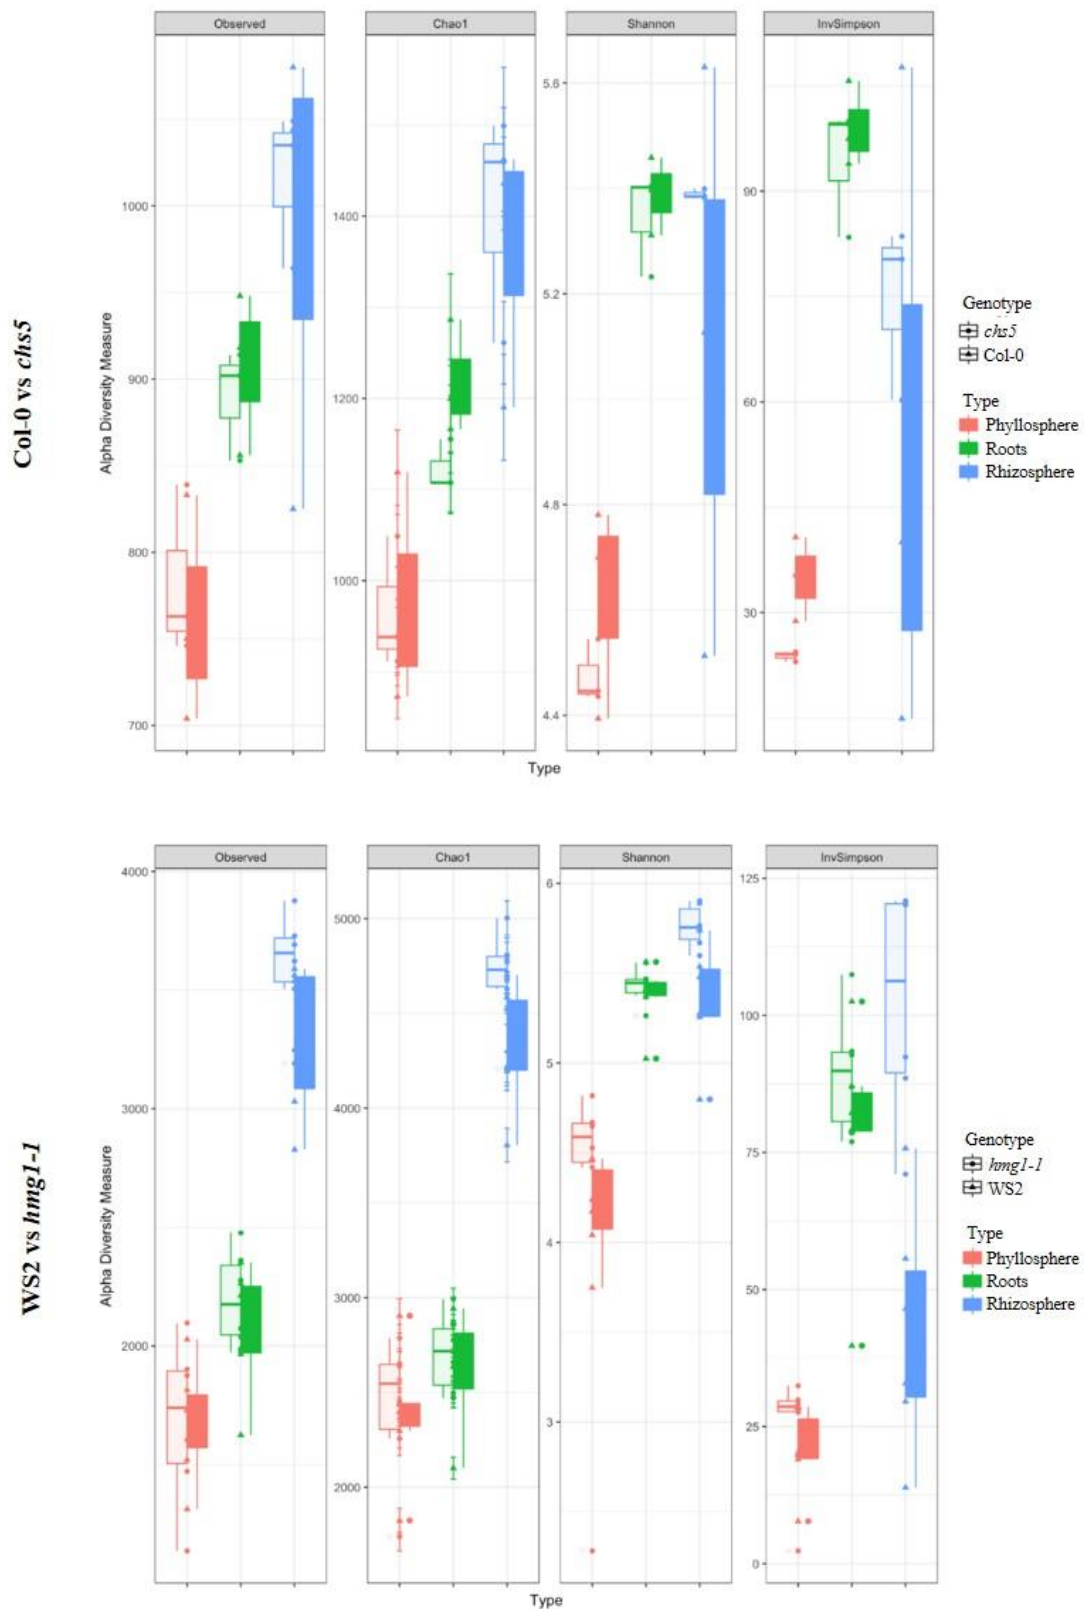 Observed Chao1 Shannon InvSimpson
Col-0 vs chs5
Alpha Diversity Measure
1000
900
800
700
1400
1200
1000
5.6
5.2
4.8
4.4
90
60
30
Type
Genotype
chs5
Col-0
Type
Phyllosphere
Roots
Rhizosphere
Observed Chao1 Shannon InvSimpson
WS2 vs hmg1-1
Alpha Diversity Measure
4000
3000
2000
5000
4000
3000
2000
6
5
4
3
125
100
75
50
25
0
Type
Genotype
hmg1-1
WS2
Type
Phyllosphere
Roots
Rhizosphere